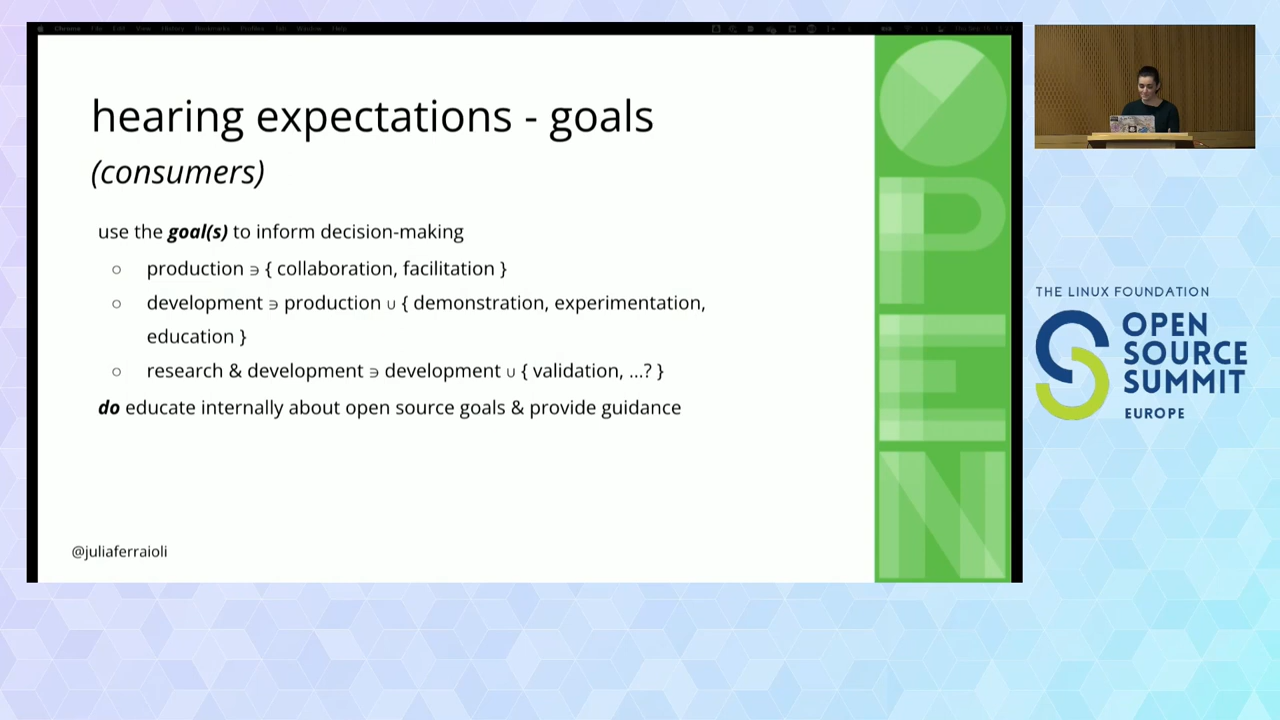 hearing expectations - goals
(consumers)
use the goal(s) to inform decision-making
○ production ∋ { collaboration, facilitation }
○ development ∋ production ∪ { demonstration, experimentation,
education }
○ research & development ∋ development ∪ { validation, ...? }
do educate internally about open source goals & provide guidance
@juliaferraioli
OPEN
THE LINUX FOUNDATION
OPEN
SOURCE
SUMMIT
EUROPE